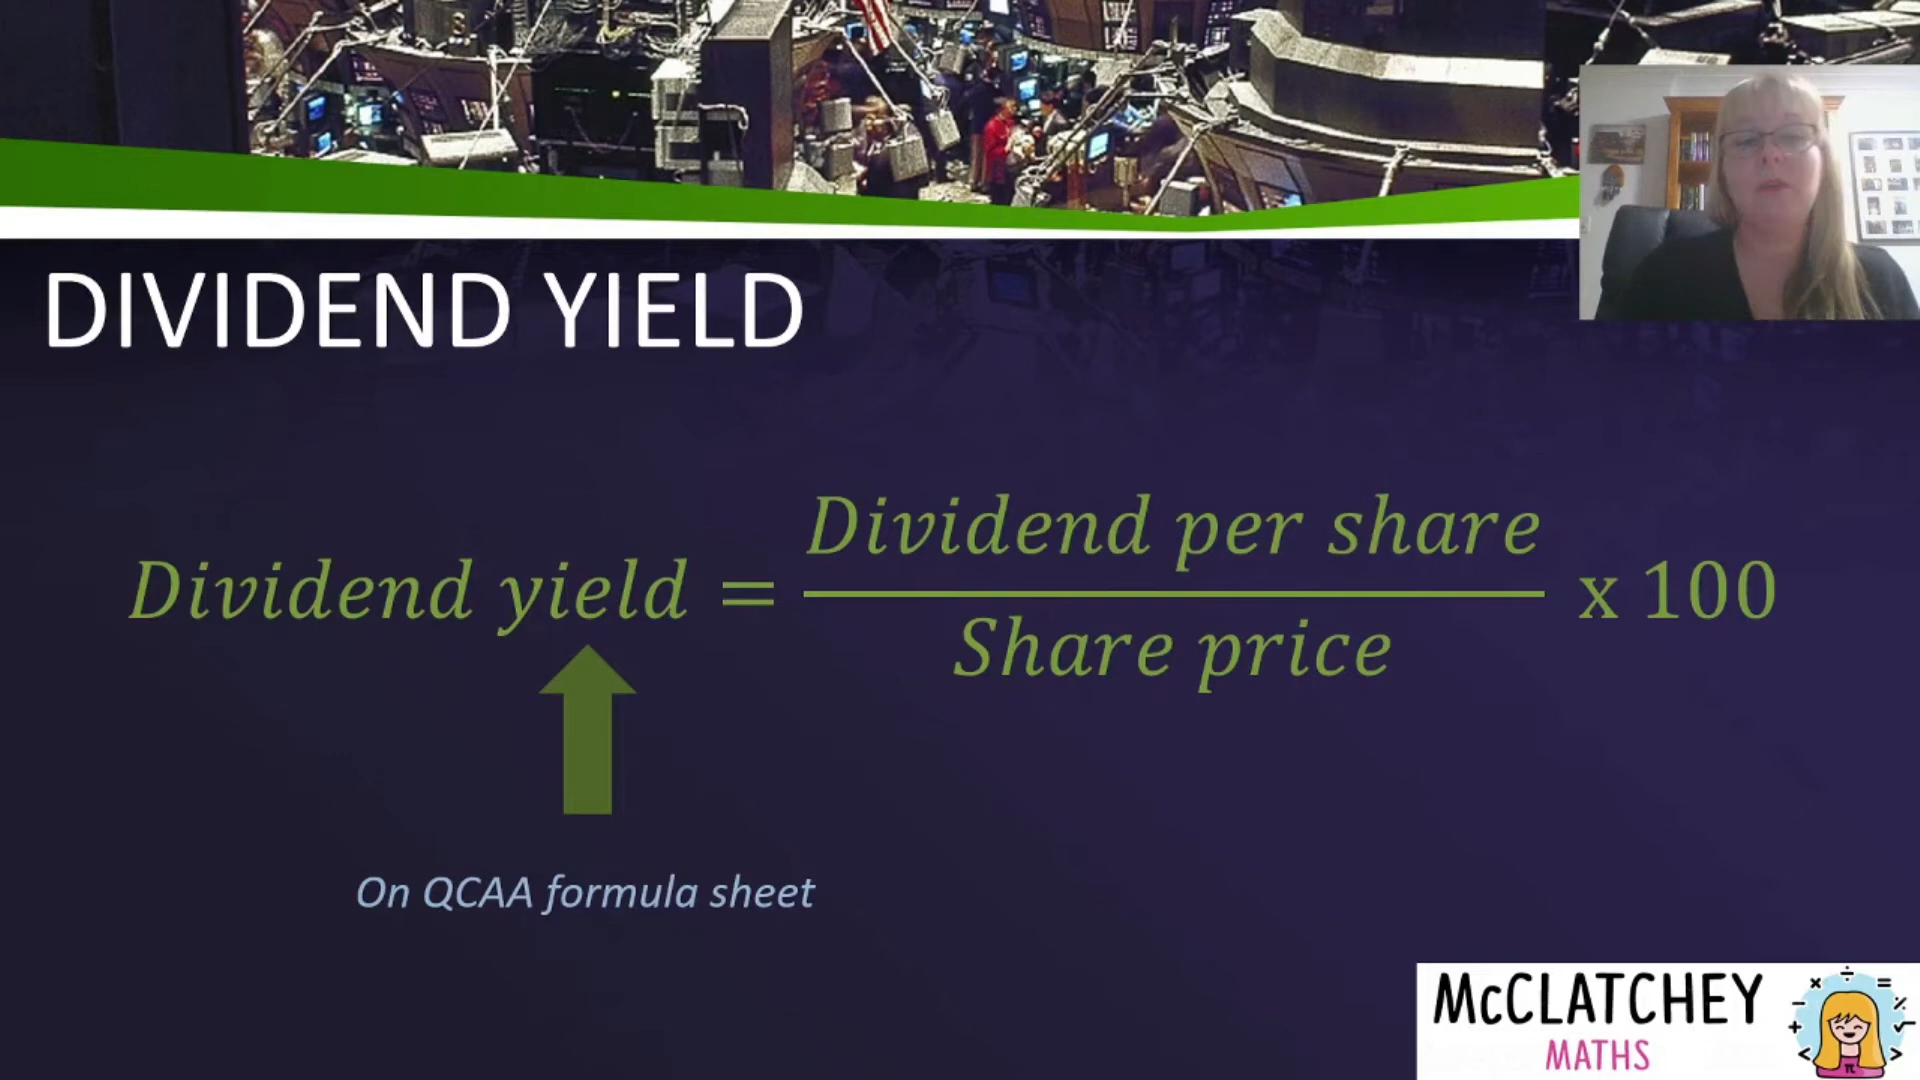 DIVIDEND YIELD
Dividend yield = Dividend per share / Share price x 100
On QCAA formula sheet
McCLATCHEY
MATHS